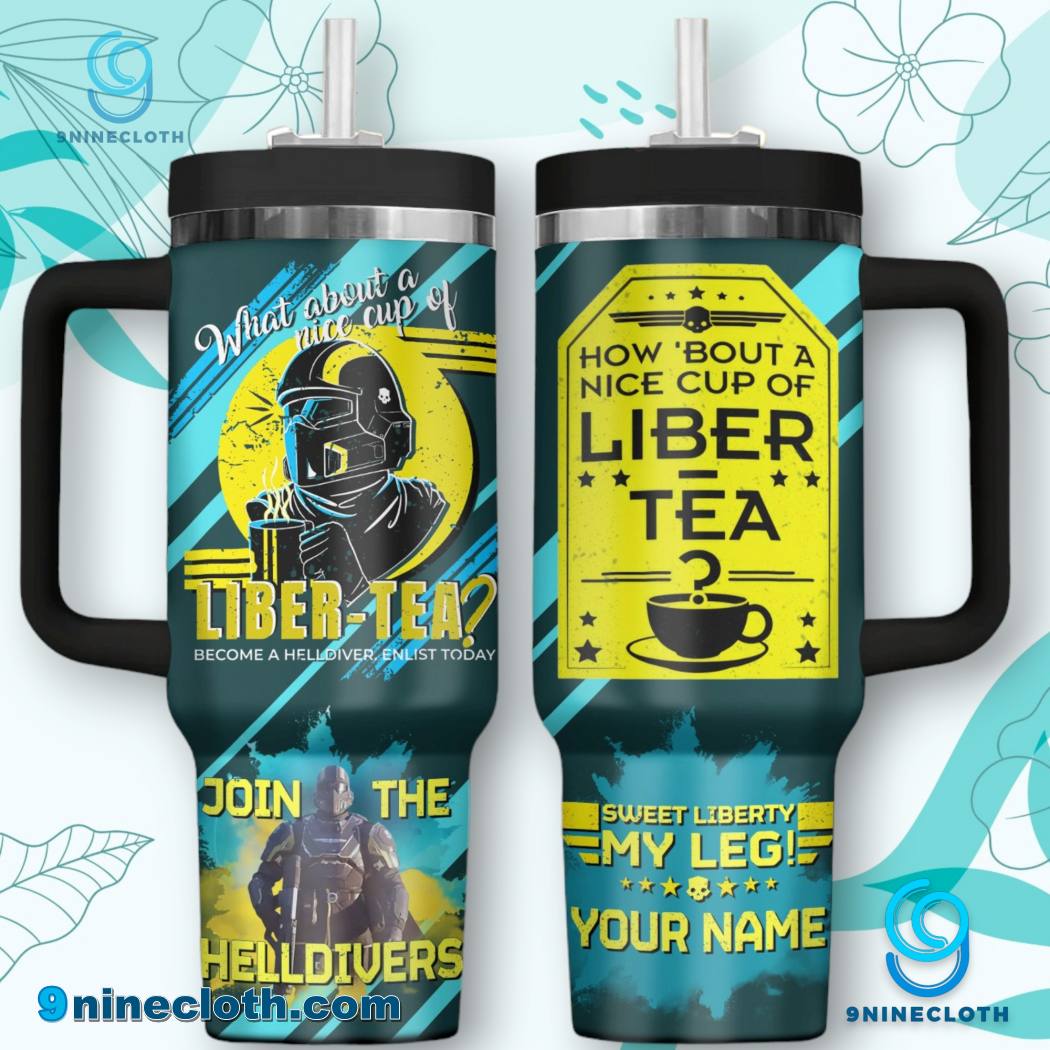 9NINECLOTH
What about a
nice cup of
LIBER-TEA?
BECOME A HELLDIVER, ENLIST TODAY
JOIN THE
HELLDIVERS
9ninecloth.com
HOW 'BOUT A
NICE CUP OF
LIBER
-
TEA
?
SWEET LIBERTY
MY LEG!
YOUR NAME
9NINECLOTH